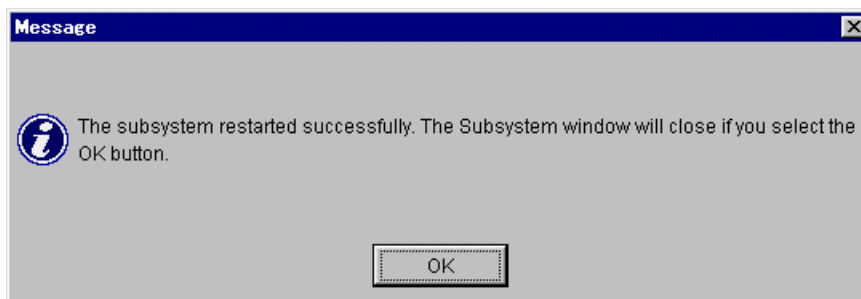 Message
The subsystem restarted successfully. The Subsystem window will close if you select the
OK button.
OK